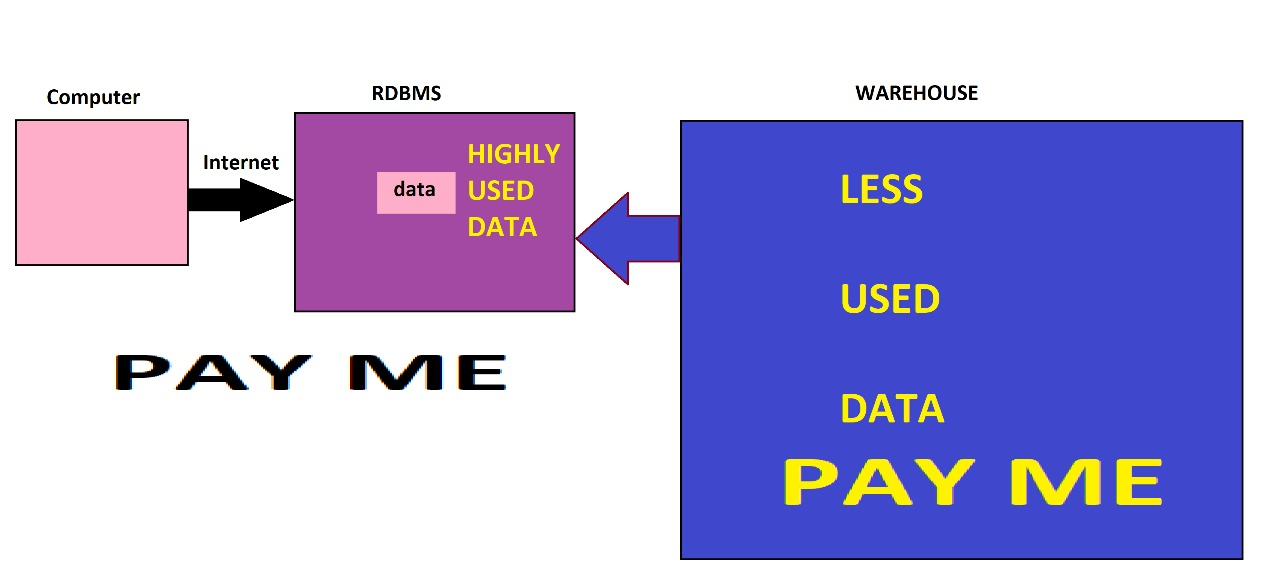 Computer
Internet
RDBMS
data
HIGHLY
USED
DATA
PAY ME
WAREHOUSE
LESS
USED
DATA
PAY ME